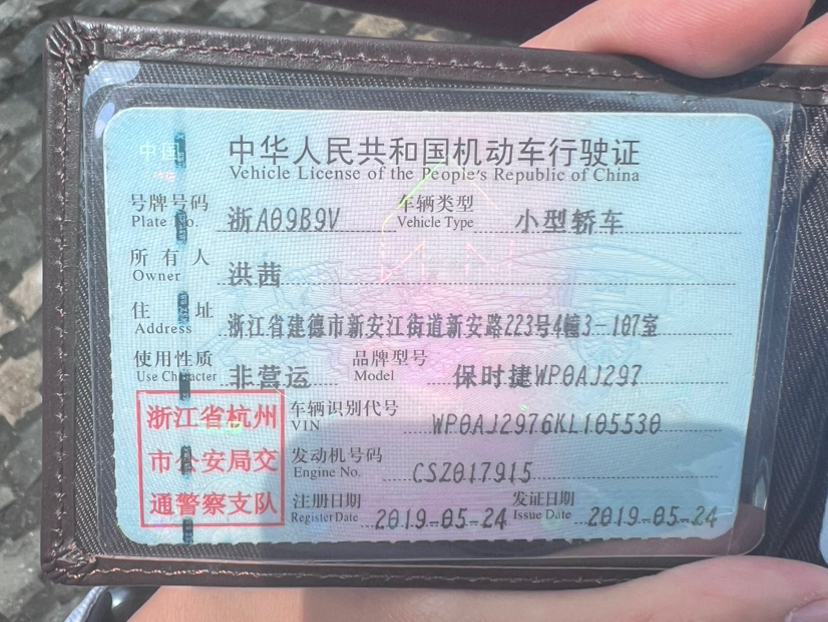 中国
中华人民共和国机动车行驶证
Vehicle License of the People's Republic of China
号牌号码 浙A09B9V 车辆类型 小型轿车
Plate No. Vehicle Type
所有人 洪茜
Owner
住址 浙江省建德市新安江街道新安路223号4幢3-107室
Address
使用性质 非营运 品牌型号 保时捷WP0AJ297
Use Character Model
浙江省杭州
市公安局交
通警察支队
车辆识别代号 WP0AJ2976KL105530
VIN
发动机号码 CSZ017915
Engine No.
注册日期 2019-05-24 发证日期 2019-05-24
Register Date Issue Date